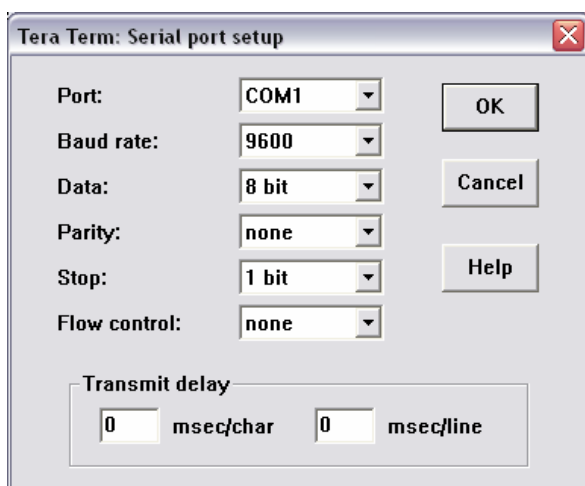 Tera Term: Serial port setup
Port: COM1
OK
Baud rate: 9600
Data: 8 bit
Cancel
Parity: none
Stop: 1 bit
Help
Flow control: none
Transmit delay
0 msec/char 0 msec/line